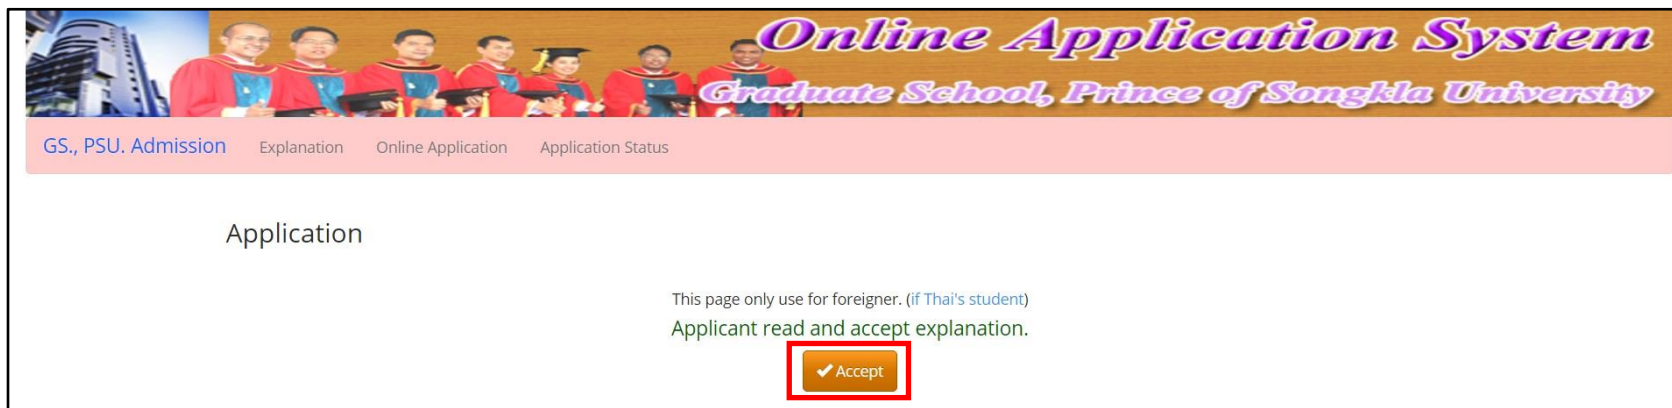 Online Application System
Graduate School, Prince of Songkla University
GS., PSU. Admission Explanation Online Application Application Status
Application
This page only use for foreigner. (if Thai's student)
Applicant read and accept explanation.
Accept